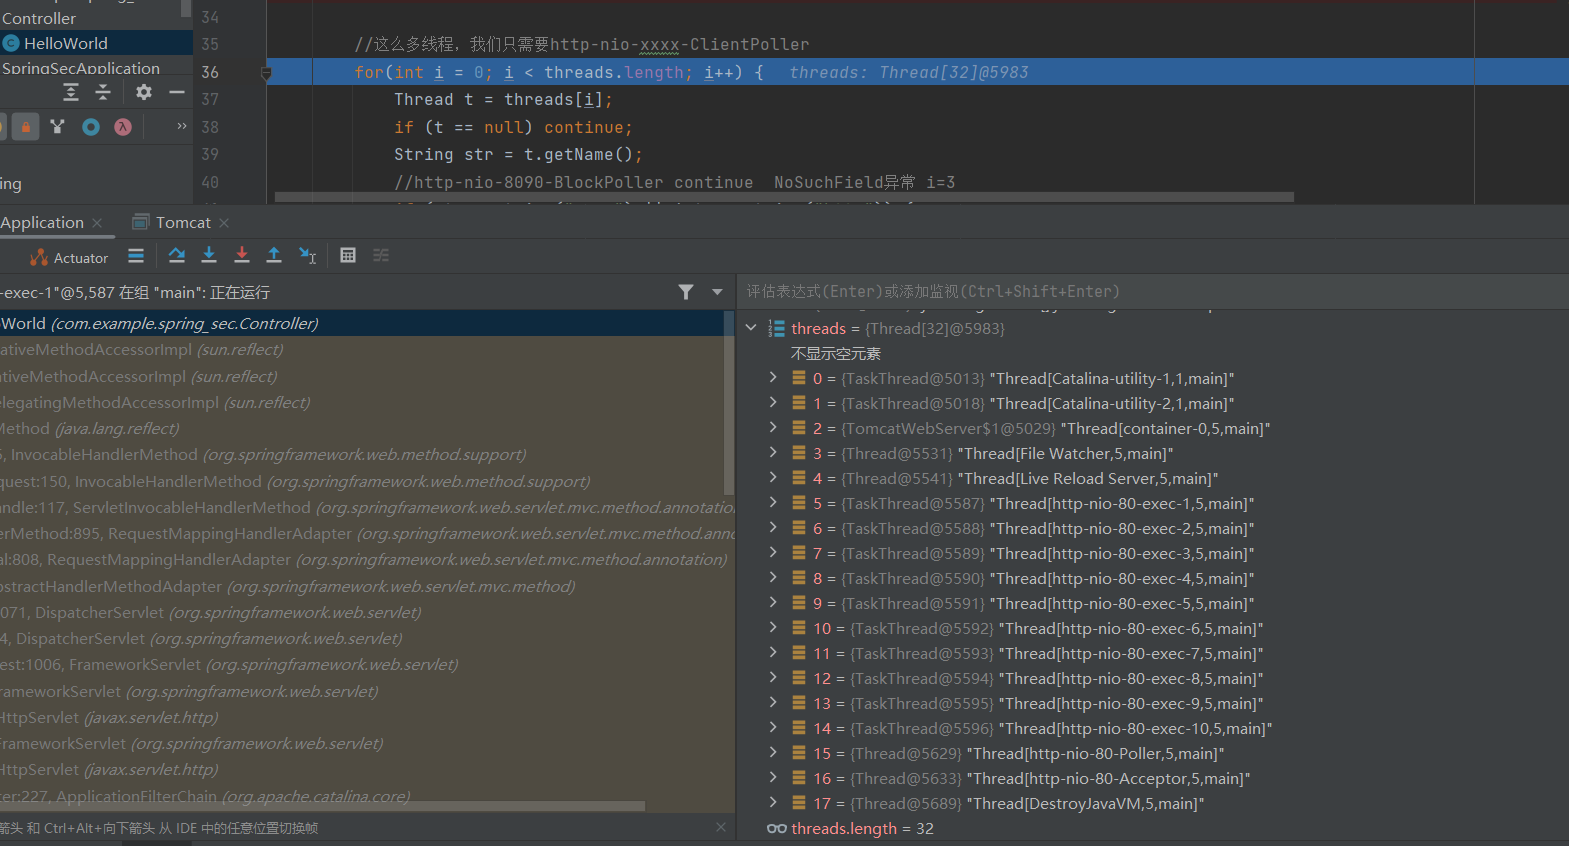 Controller
HelloWorld
SpringSecApplication
ing
34
35 //这么多线程，我们只需要http-nio-xxxx-ClientPoller
36 for(int i = 0; i < threads.length; i++) { threads: Thread[32]@5983
37 Thread t = threads[i];
38 if (t == null) continue;
39 String str = t.getName();
40 //http-nio-8090-BlockPoller continue NoSuchField异常 i=3
Application
Tomcat
Actuator
-exec-1"@5,587 在组 "main": 正在运行
World (com.example.spring_sec.Controller)
ativeMethodAccessorImpl (sun.reflect)
ativeMethodAccessorImpl (sun.reflect)
elegatingMethodAccessorImpl (sun.reflect)
Method (java.lang.reflect)
, InvocableHandlerMethod (org.springframework.web.method.support)
quest:150, InvocableHandlerMethod (org.springframework.web.method.support)
andle:117, ServletInvocableHandlerMethod (org.springframework.web.servlet.mvc.method.annotation
erMethod:895, RequestMappingHandlerAdapter (org.springframework.web.servlet.mvc.method.anno
al:808, RequestMappingHandlerAdapter (org.springframework.web.servlet.mvc.method.annotation)
bstractHandlerMethodAdapter (org.springframework.web.servlet.mvc.method)
071, DispatcherServlet (org.springframework.web.servlet)
4, DispatcherServlet (org.springframework.web.servlet)
est:1006, FrameworkServlet (org.springframework.web.servlet)
FrameworkServlet (org.springframework.web.servlet)
HttpServlet (javax.servlet.http)
FrameworkServlet (org.springframework.web.servlet)
HttpServlet (javax.servlet.http)
ter:227, ApplicationFilterChain (org.apache.catalina.core)
箭头 和 Ctrl+Alt+向下箭头 从 IDE 中的任意位置切换帧
评估表达式(Enter)或添加监视(Ctrl+Shift+Enter)
threads = {Thread[32]@5983}
不显示空元素
0 = {TaskThread@5013} "Thread[Catalina-utility-1,1,main]"
1 = {TaskThread@5018} "Thread[Catalina-utility-2,1,main]"
2 = {TomcatWebServer$1@5029} "Thread[container-0,5,main]"
3 = {Thread@5531} "Thread[File Watcher,5,main]"
4 = {Thread@5541} "Thread[Live Reload Server,5,main]"
5 = {TaskThread@5587} "Thread[http-nio-80-exec-1,5,main]"
6 = {TaskThread@5588} "Thread[http-nio-80-exec-2,5,main]"
7 = {TaskThread@5589} "Thread[http-nio-80-exec-3,5,main]"
8 = {TaskThread@5590} "Thread[http-nio-80-exec-4,5,main]"
9 = {TaskThread@5591} "Thread[http-nio-80-exec-5,5,main]"
10 = {TaskThread@5592} "Thread[http-nio-80-exec-6,5,main]"
11 = {TaskThread@5593} "Thread[http-nio-80-exec-7,5,main]"
12 = {TaskThread@5594} "Thread[http-nio-80-exec-8,5,main]"
13 = {TaskThread@5595} "Thread[http-nio-80-exec-9,5,main]"
14 = {TaskThread@5596} "Thread[http-nio-80-exec-10,5,main]"
15 = {Thread@5629} "Thread[http-nio-80-Poller,5,main]"
16 = {Thread@5633} "Thread[http-nio-80-Acceptor,5,main]"
17 = {Thread@5689} "Thread[DestroyJavaVM,5,main]"
threads.length = 32